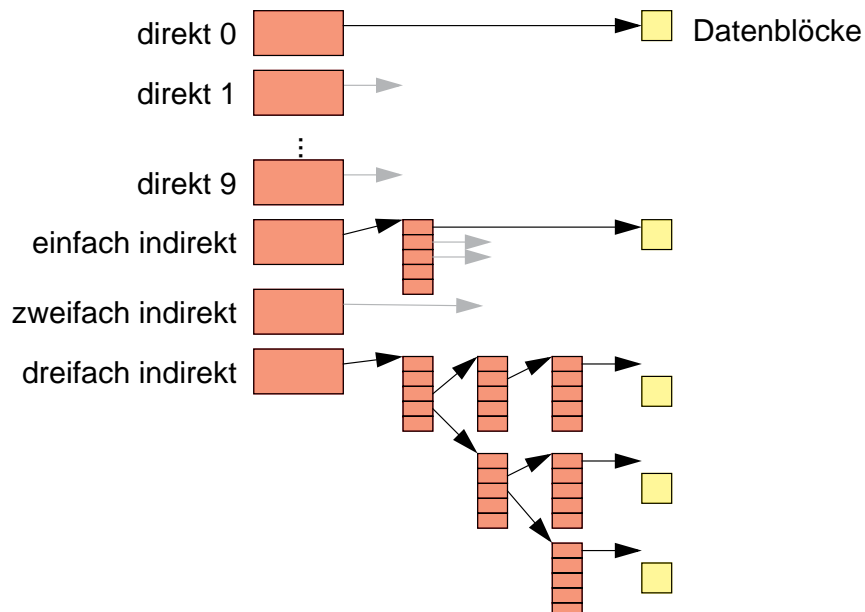 direkt 0
Datenblöcke
direkt 1
direkt 9
einfach indirekt
zweifach indirekt
dreifach indirekt